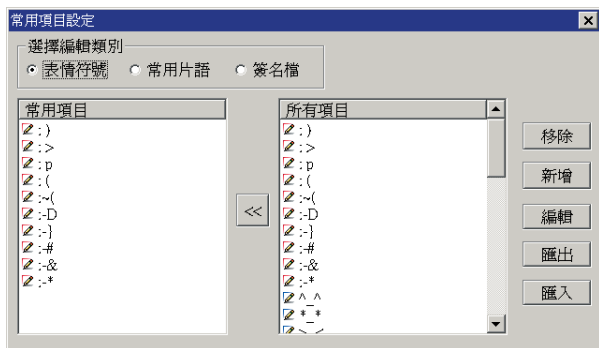 常用項目設定
選擇編輯類別
表情符號 常用片語 簽名檔
常用項目
:)
:>
:p
:(
:~(
:-D
:-}
:-#
:-&
:-*
<<
所有項目
:)
:>
:p
:(
:~(
:-D
:-}
:-#
:-&
:-*
^_^
*_*
>_<
移除
新增
編輯
匯出
匯入